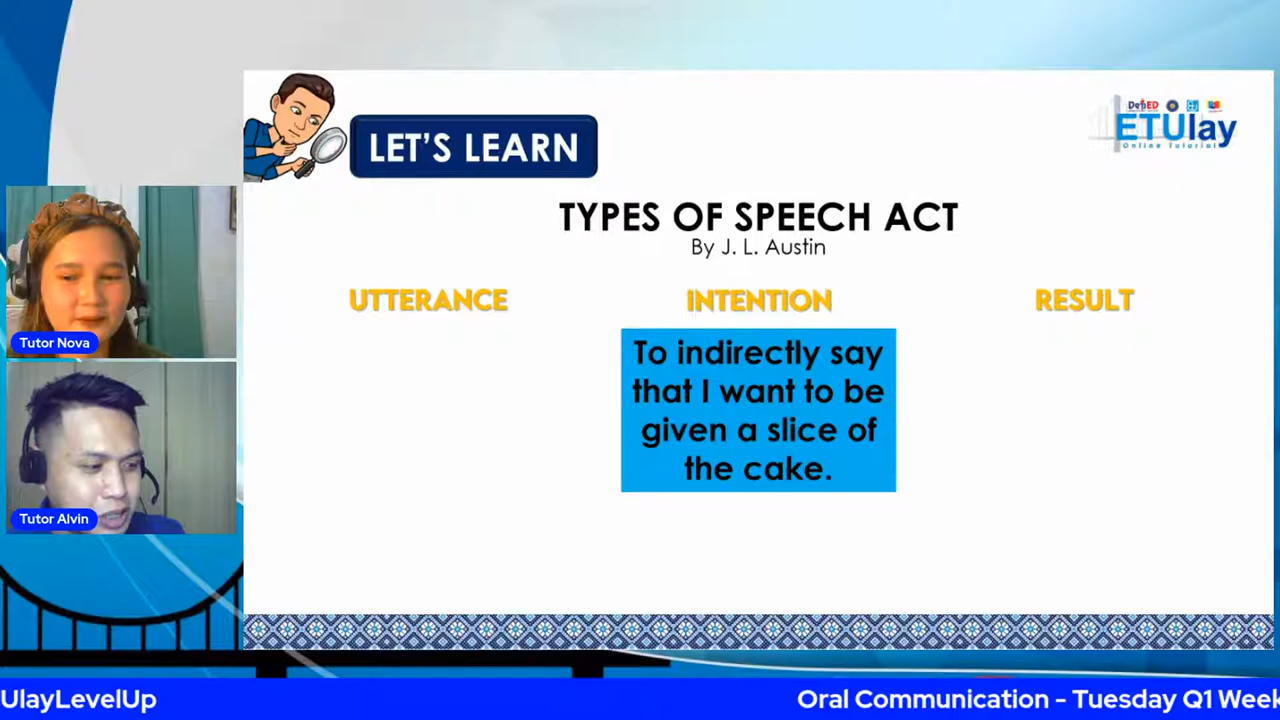 LET'S LEARN
DepED
ETUlay
Online Tutorial
TYPES OF SPEECH ACT
By J. L. Austin
UTTERANCE
INTENTION
RESULT
To indirectly say
that I want to be
given a slice of
the cake.
Tutor Nova
Tutor Alvin
UlayLevelUp
Oral Communication - Tuesday Q1 Week